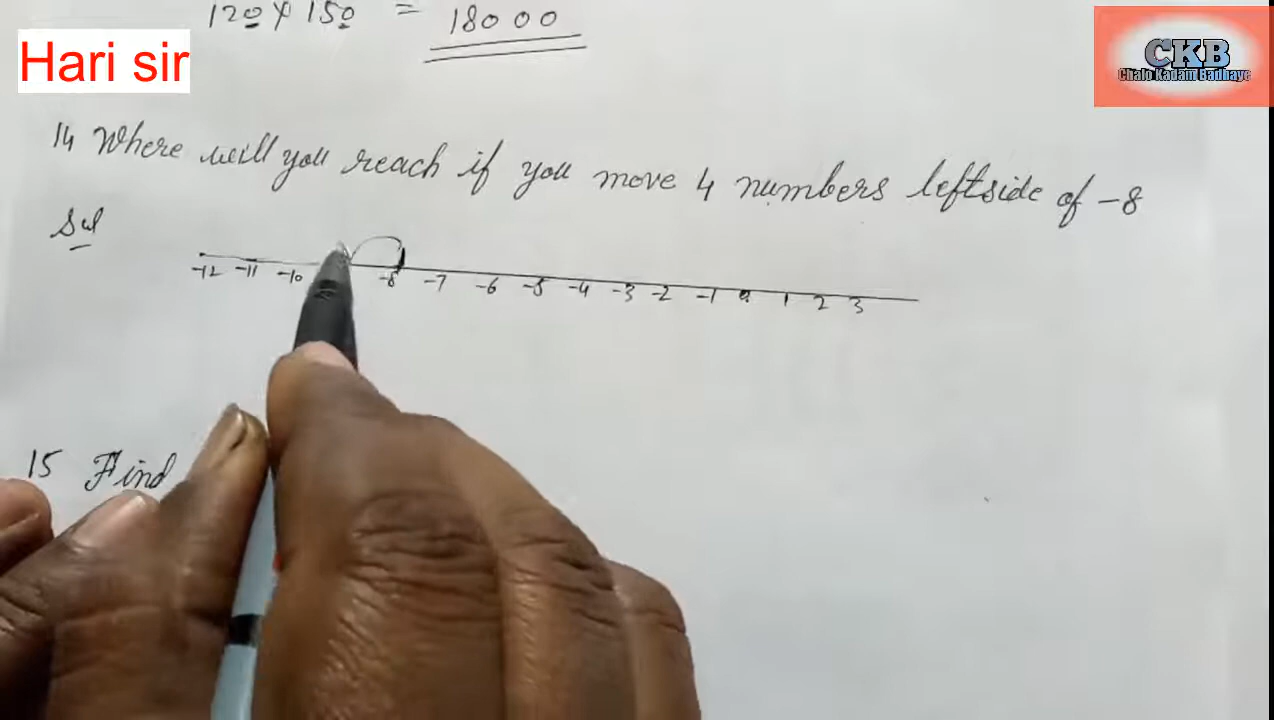 120 x 150 = 18000
Hari sir
CKB
Chalo Kadam Badhaye
14 Where will you reach if you move 4 numbers leftside of -8
Sol
-12 -11 -10 -8 -7 -6 -5 -4 -3 -2 -1 0 1 2 3
15 Find